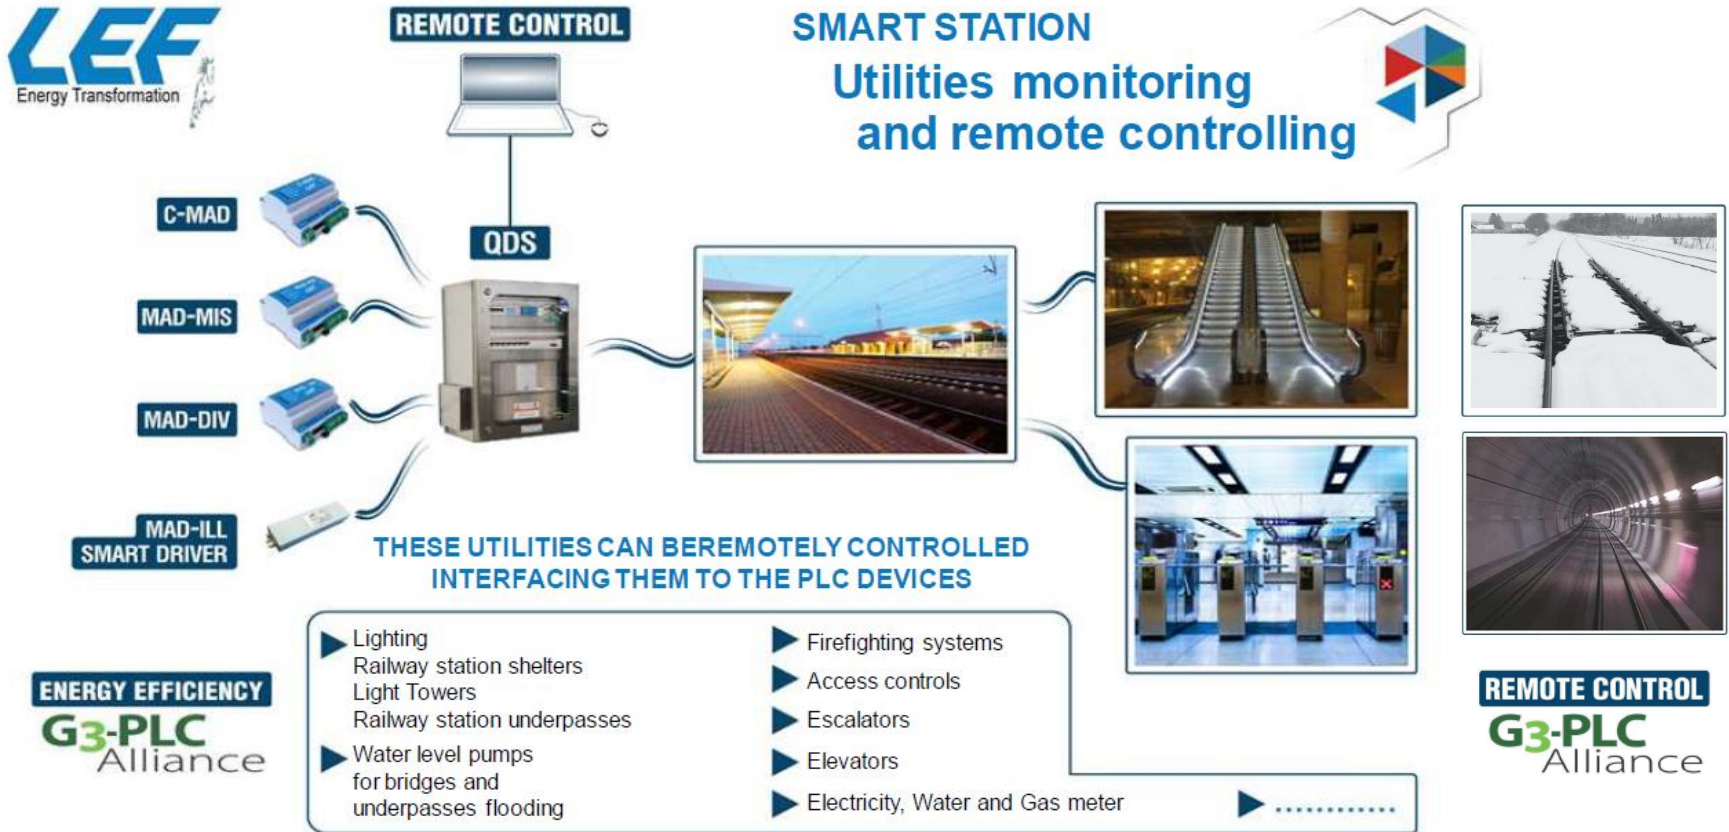 LEF
Energy Transformation
REMOTE CONTROL
SMART STATION
Utilities monitoring
and remote controlling
C-MAD
QDS
MAD-MIS
MAD-DIV
MAD-ILL
SMART DRIVER
THESE UTILITIES CAN BEREMOTELY CONTROLLED
INTERFACING THEM TO THE PLC DEVICES
Lighting
Railway station shelters
Light Towers
Railway station underpasses
Water level pumps
for bridges and
underpasses flooding
Firefighting systems
Access controls
Escalators
Elevators
Electricity, Water and Gas meter
............
ENERGY EFFICIENCY
G3-PLC
Alliance
REMOTE CONTROL
G3-PLC
Alliance